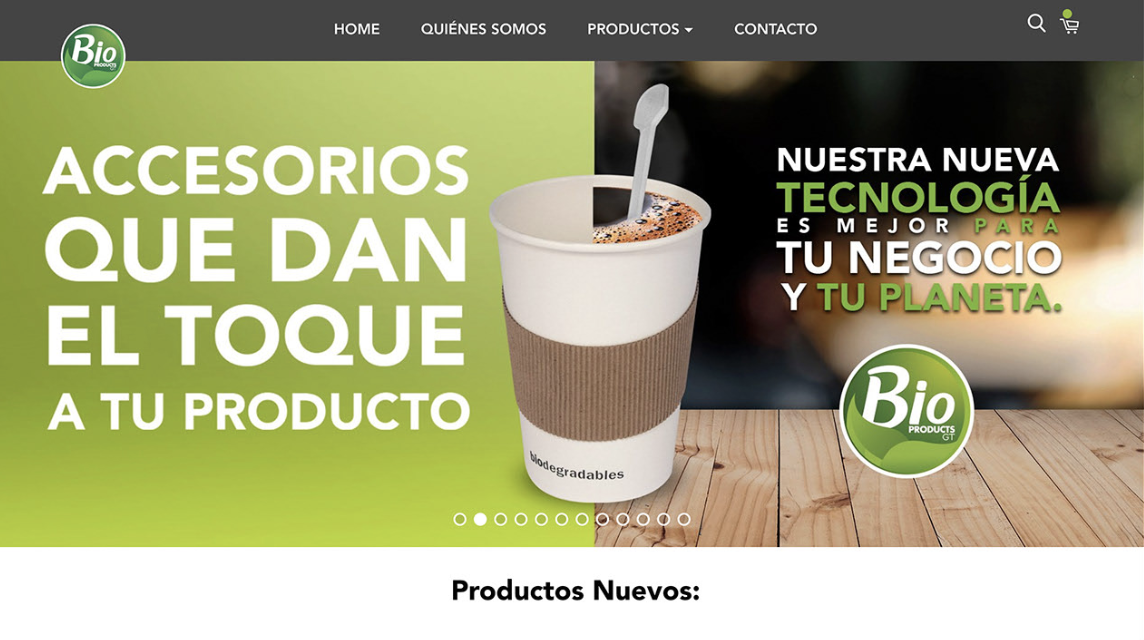 Bio
PRODUCTS
HOME
QUIÉNES SOMOS
PRODUCTOS
CONTACTO
ACCESORIOS
QUE DAN
EL TOQUE
A TU PRODUCTO
biodegradables
NUESTRA NUEVA
TECNOLOGÍA
ES MEJOR PARA
TU NEGOCIO
Y TU PLANETA.
Bio
PRODUCTS
GT
Productos Nuevos: